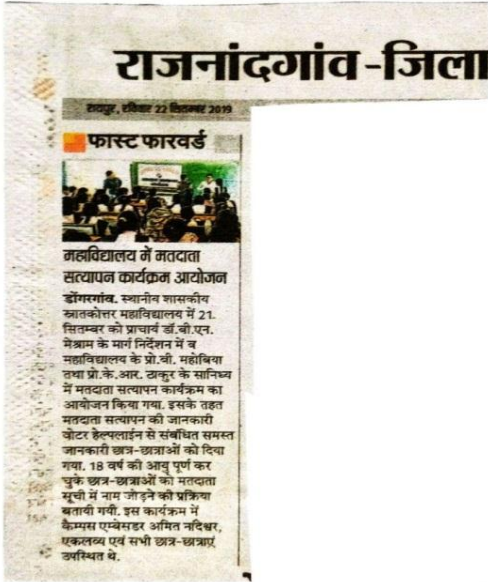 राजनांदगांव-जिला
रायपुर, रविवार 22 सितम्बर 2019
फास्ट फारवर्ड
महाविद्यालय में मतदाता
सत्यापन कार्यक्रम आयोजन
डोंगरगांव. स्थानीय शासकीय
स्नातकोत्तर महाविद्यालय में 21
सितम्बर को प्राचार्य डॉ.बी.एन.
मेश्राम के मार्ग निर्देशन में व
महाविद्यालय के प्रो.वी. महोबिया
तथा प्रो.के.आर. ठाकुर के सानिध्य
में मतदाता सत्यापन कार्यक्रम का
आयोजन किया गया. इसके तहत
मतदाता सत्यापन की जानकारी
वोटर हेल्पलाईन से संबंधित समस्त
जानकारी छात्र-छात्राओं को दिया
गया. 18 वर्ष की आयु पूर्ण कर
चुके छात्र-छात्राओं को मतदाता
सूची में नाम जोड़ने की प्रक्रिया
बतायी गयी. इस कार्यक्रम में
कैम्पस एम्बेसडर अमित नदिश्वर,
एकलव्य एवं सभी छात्र-छात्राएं
उपस्थित थे.